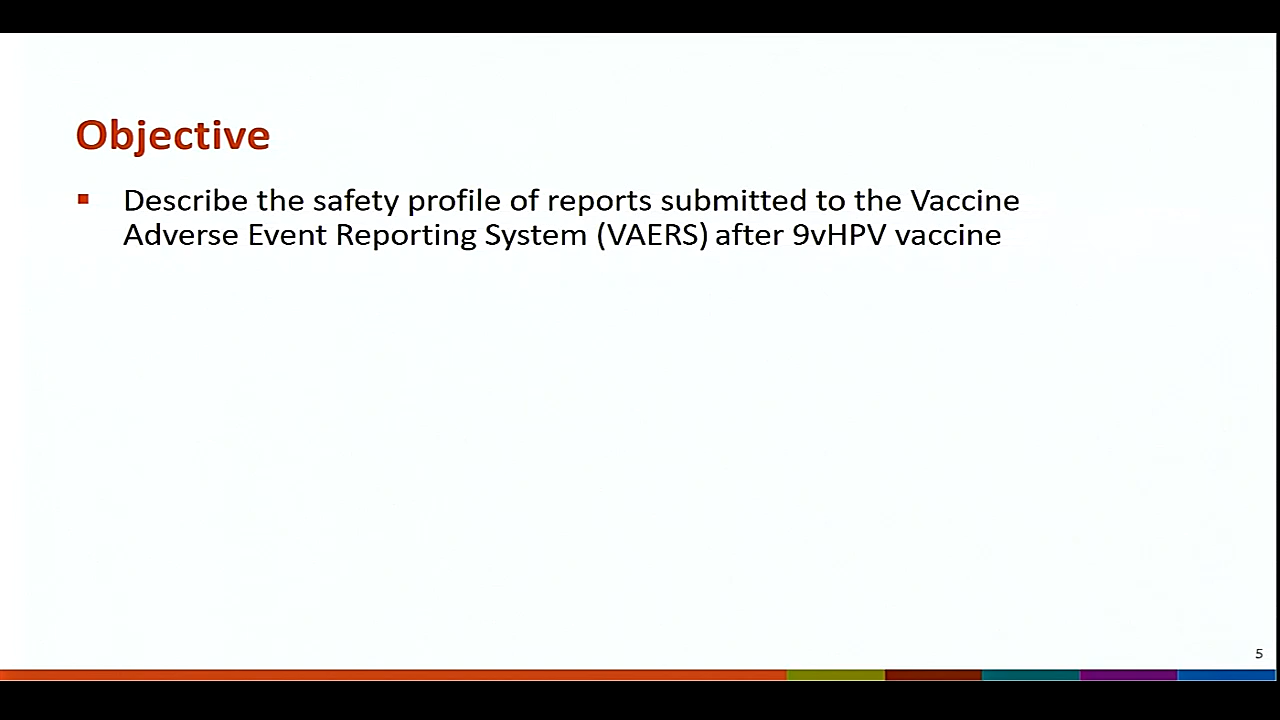 Objective
▪ Describe the safety profile of reports submitted to the Vaccine
Adverse Event Reporting System (VAERS) after 9vHPV vaccine
5